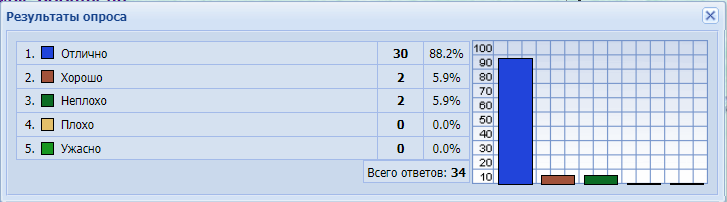 Результаты опроса
1. Отлично 30 88.2%
2. Хорошо 2 5.9%
3. Неплохо 2 5.9%
4. Плохо 0 0.0%
5. Ужасно 0 0.0%
Всего ответов: 34
100
90
80
70
60
50
40
30
20
10